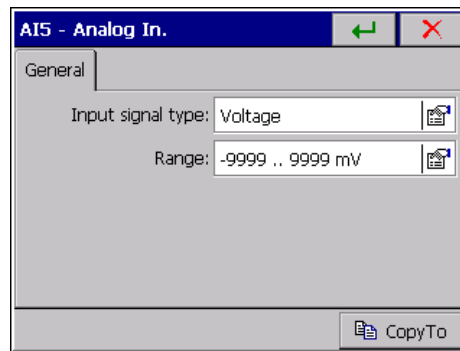 AI5 - Analog In.
General
Input signal type: Voltage
Range: -9999 .. 9999 mV
CopyTo